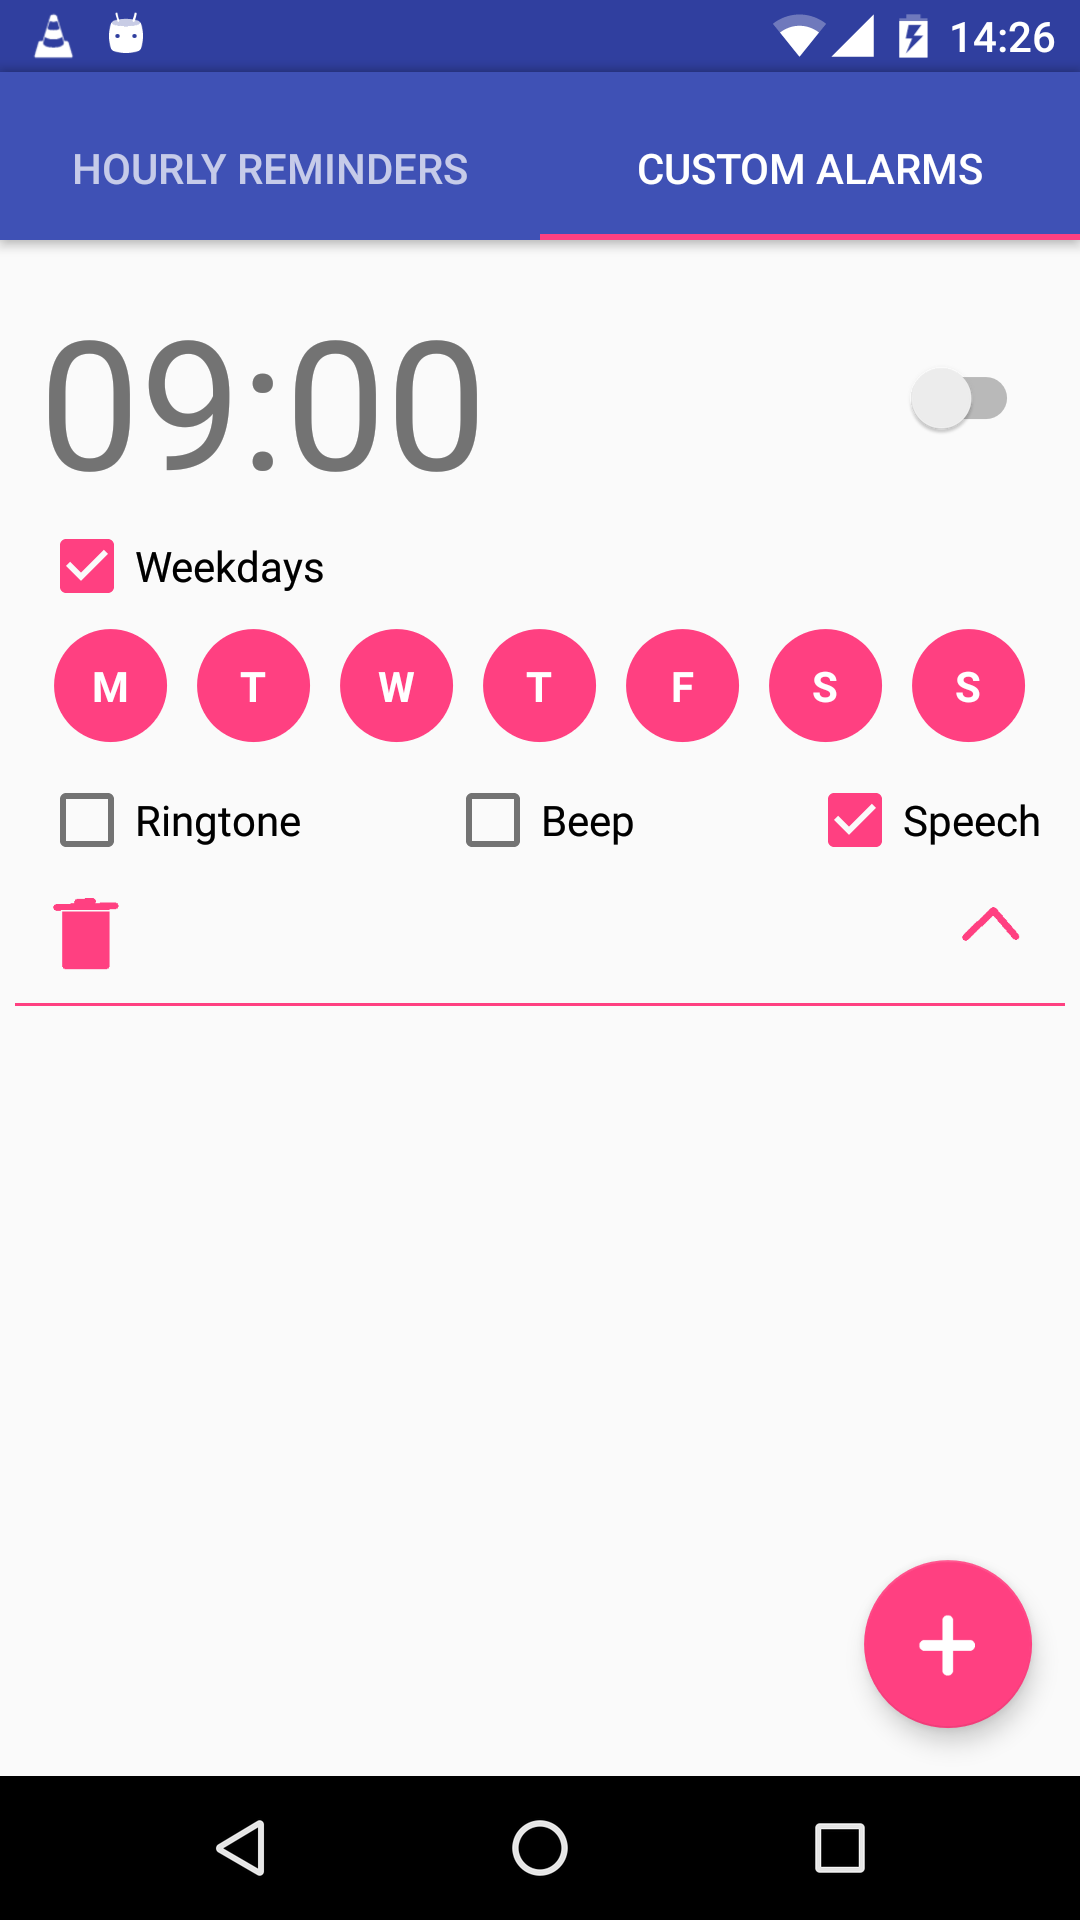 14:26
HOURLY REMINDERS CUSTOM ALARMS
09:00
Weekdays
M T W T F S S
Ringtone Beep Speech